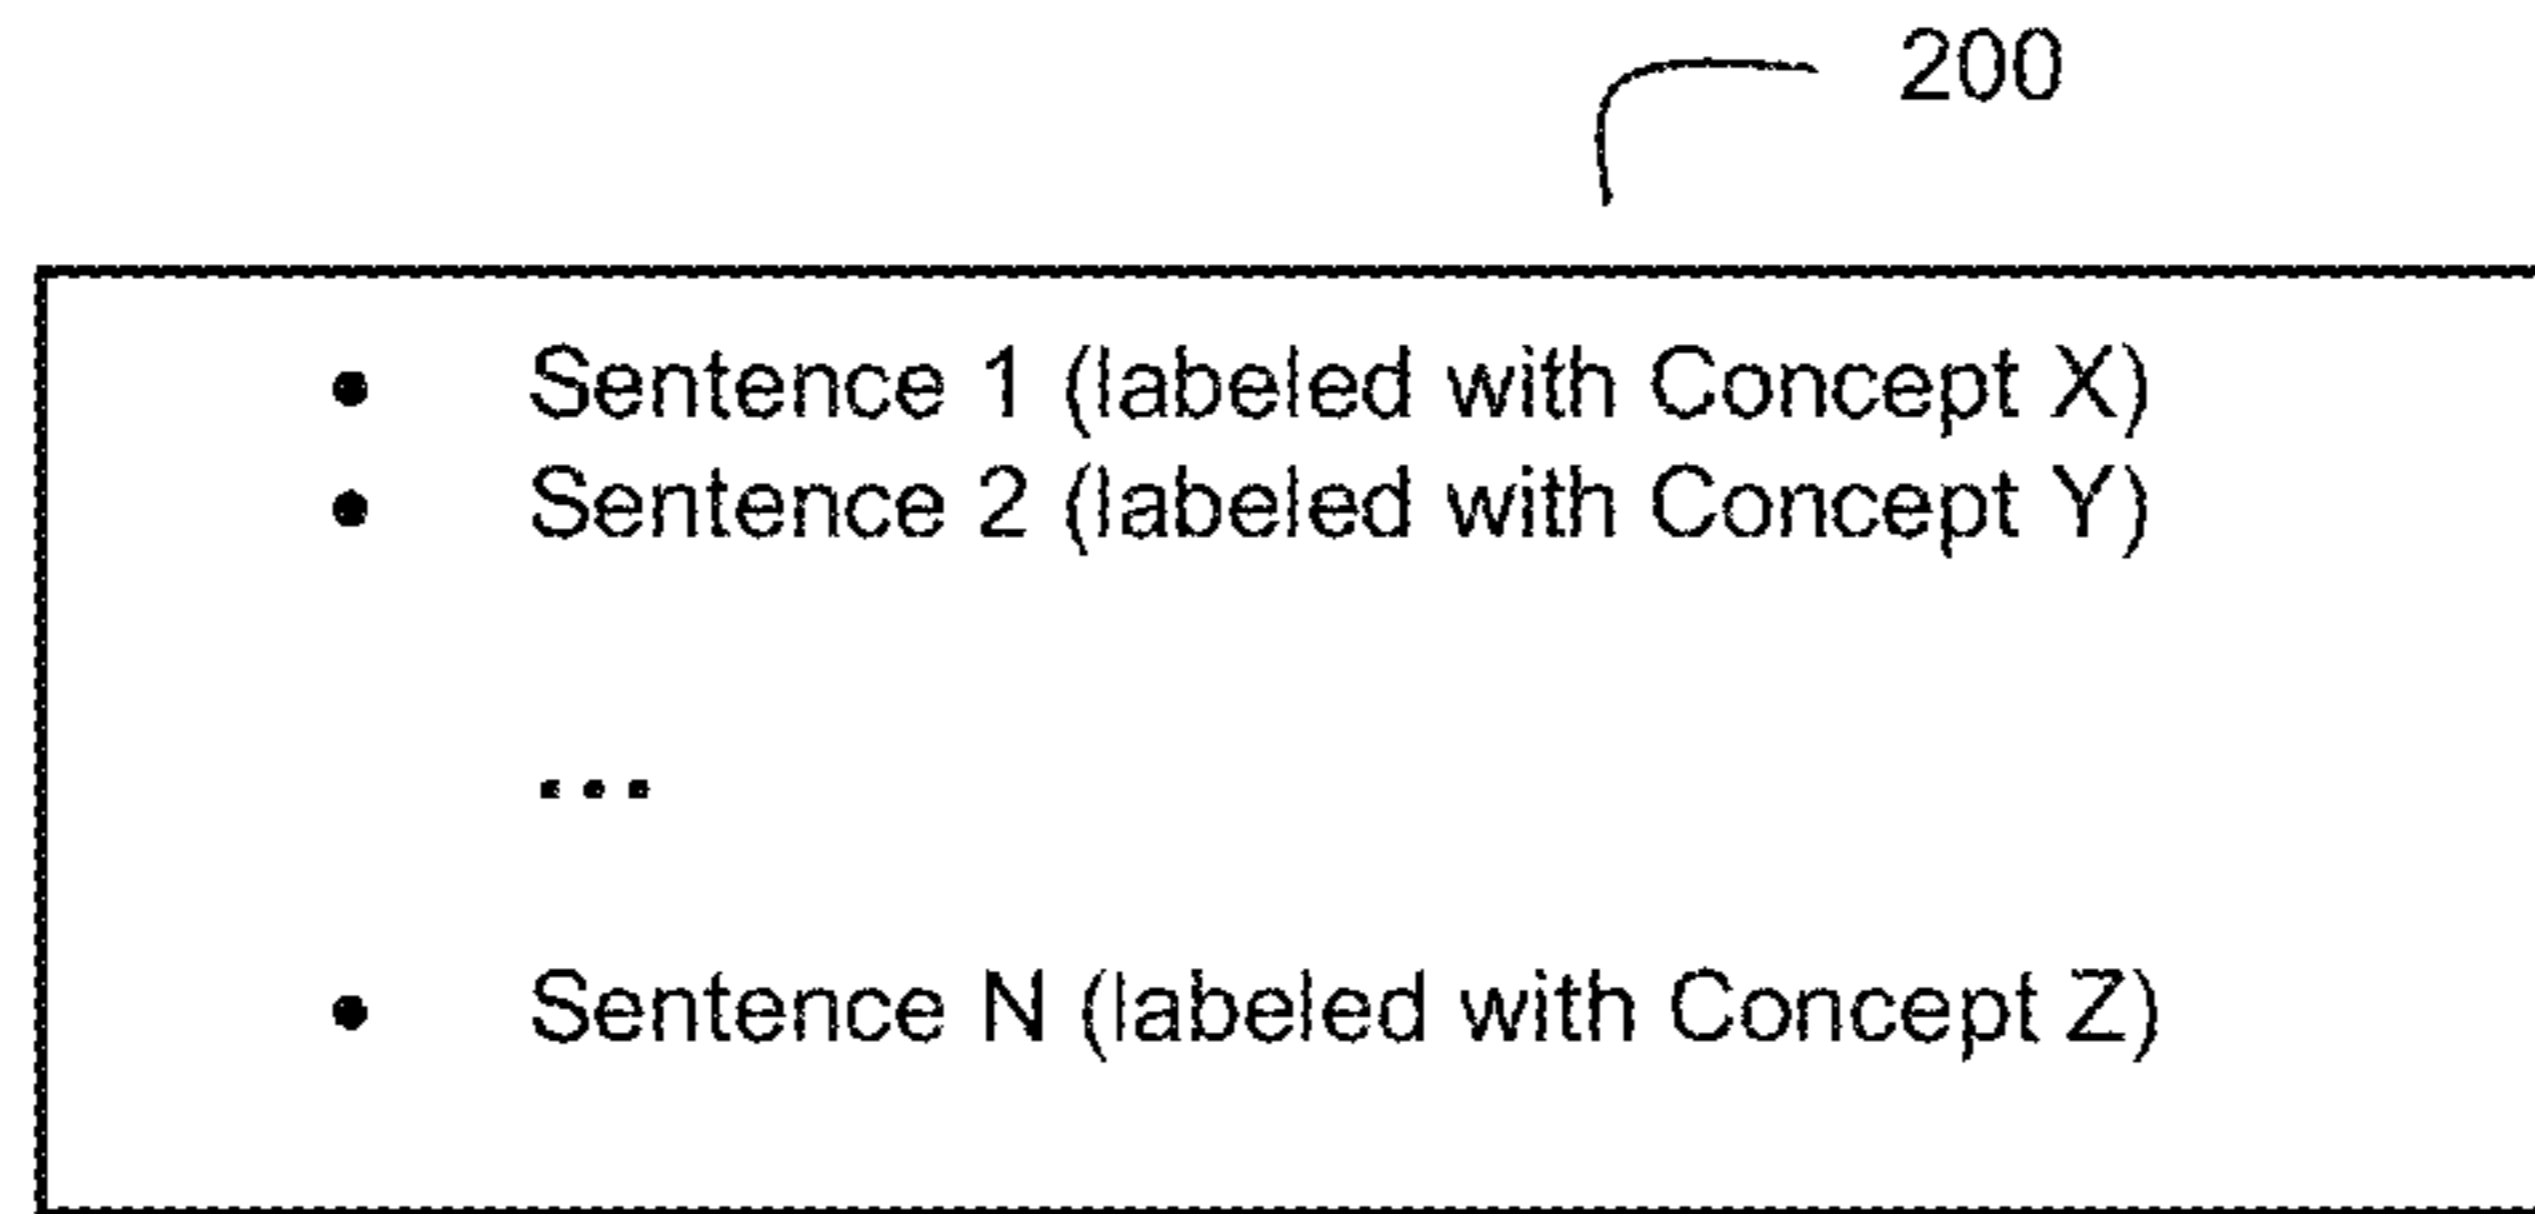 200
• Sentence 1 (labeled with Concept X)
• Sentence 2 (labeled with Concept Y)
...
• Sentence N (labeled with Concept Z)